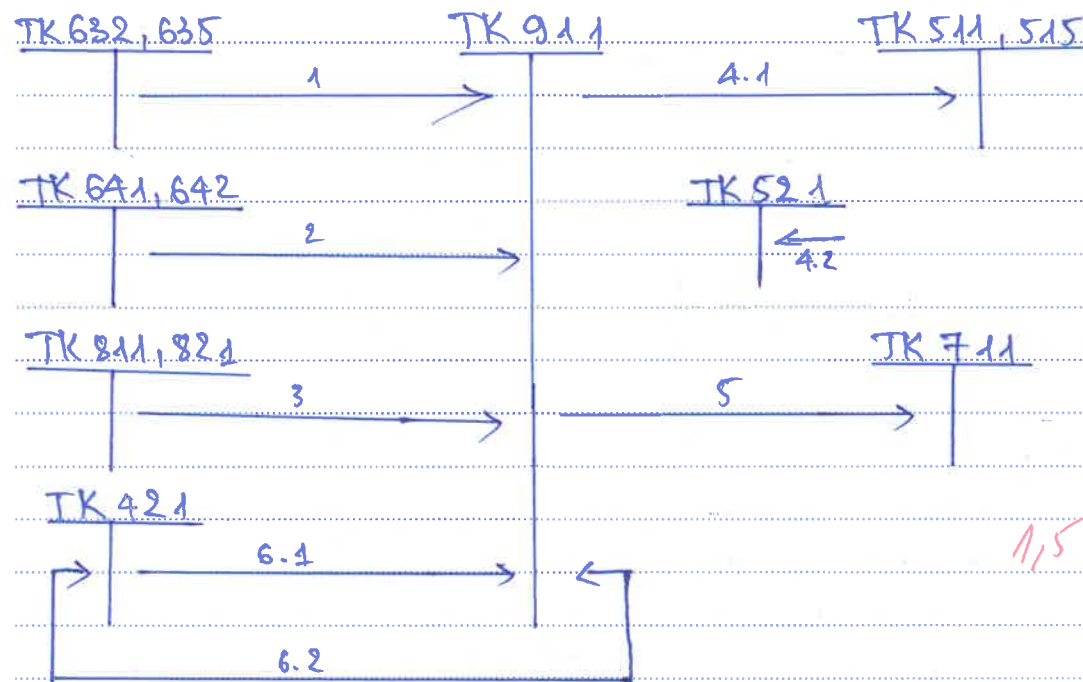 TK 632, 635 TK 911 TK 511, 515
1 4.1
TK 641, 642 TK 521
2 4.2
TK 811, 821 TK 711
3 5
TK 421
6.1 1,5
6.2